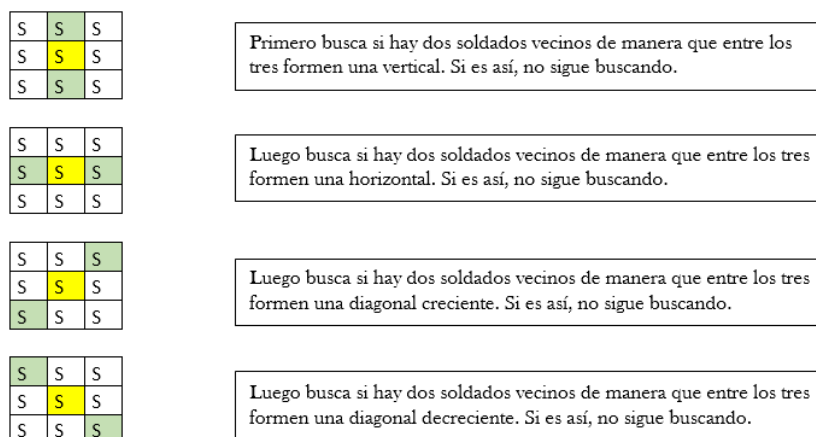 S S S
S S S
S S S
Primero busca si hay dos soldados vecinos de manera que entre los
tres formen una vertical. Si es así, no sigue buscando.
S S S
S S S
S S S
Luego busca si hay dos soldados vecinos de manera que entre los tres
formen una horizontal. Si es así, no sigue buscando.
S S S
S S S
S S S
Luego busca si hay dos soldados vecinos de manera que entre los tres
formen una diagonal creciente. Si es así, no sigue buscando.
S S S
S S S
S S S
Luego busca si hay dos soldados vecinos de manera que entre los tres
formen una diagonal decreciente. Si es así, no sigue buscando.